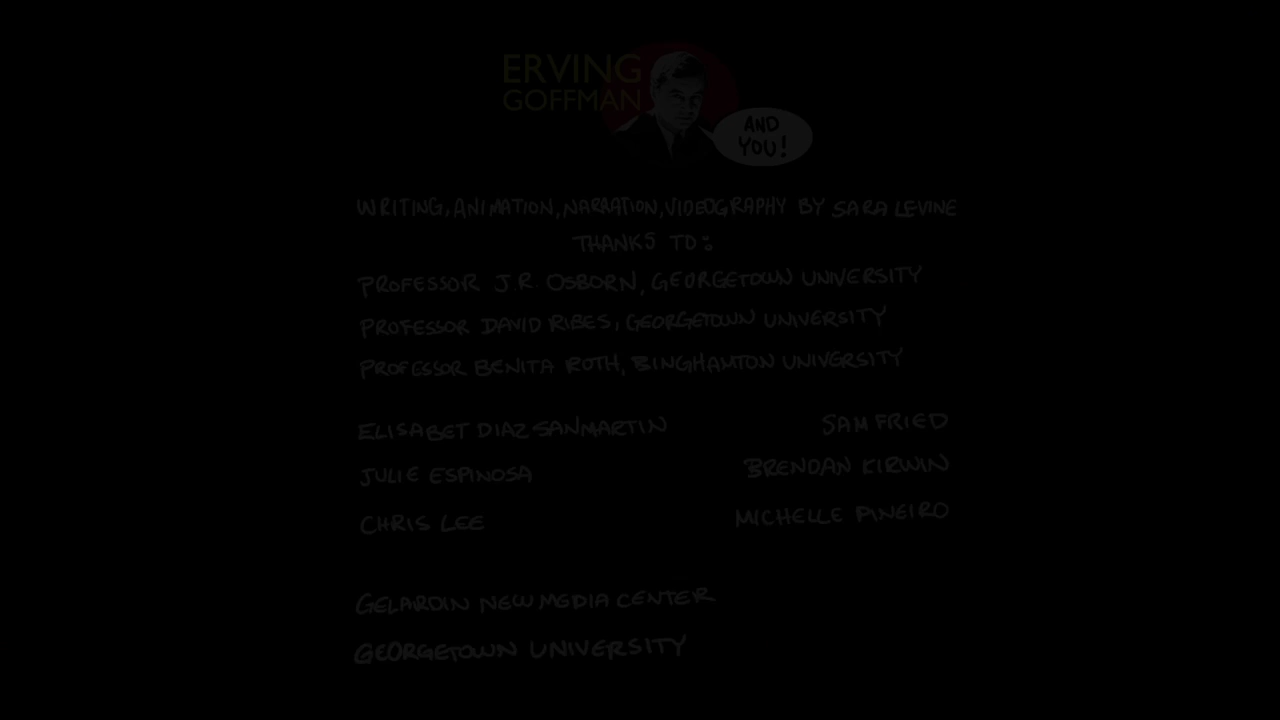 ERVING
GOFFMAN
AND
YOU!
WRITING, ANIMATION, NARRATION, VIDEOGRAPHY BY SARA LEVINE
THANKS TO:
PROFESSOR J.R. OSBORN, GEORGETOWN UNIVERSITY
PROFESSOR DAVID RIBES, GEORGETOWN UNIVERSITY
PROFESSOR BENITA ROTH, BINGHAMTON UNIVERSITY
ELISABET DIAZ SANMARTIN SAM FRIED
JULIE ESPINOSA BRENDAN KIRWIN
CHRIS LEE MICHELLE PINEIRO
GELARDIN NEW MEDIA CENTER
GEORGETOWN UNIVERSITY